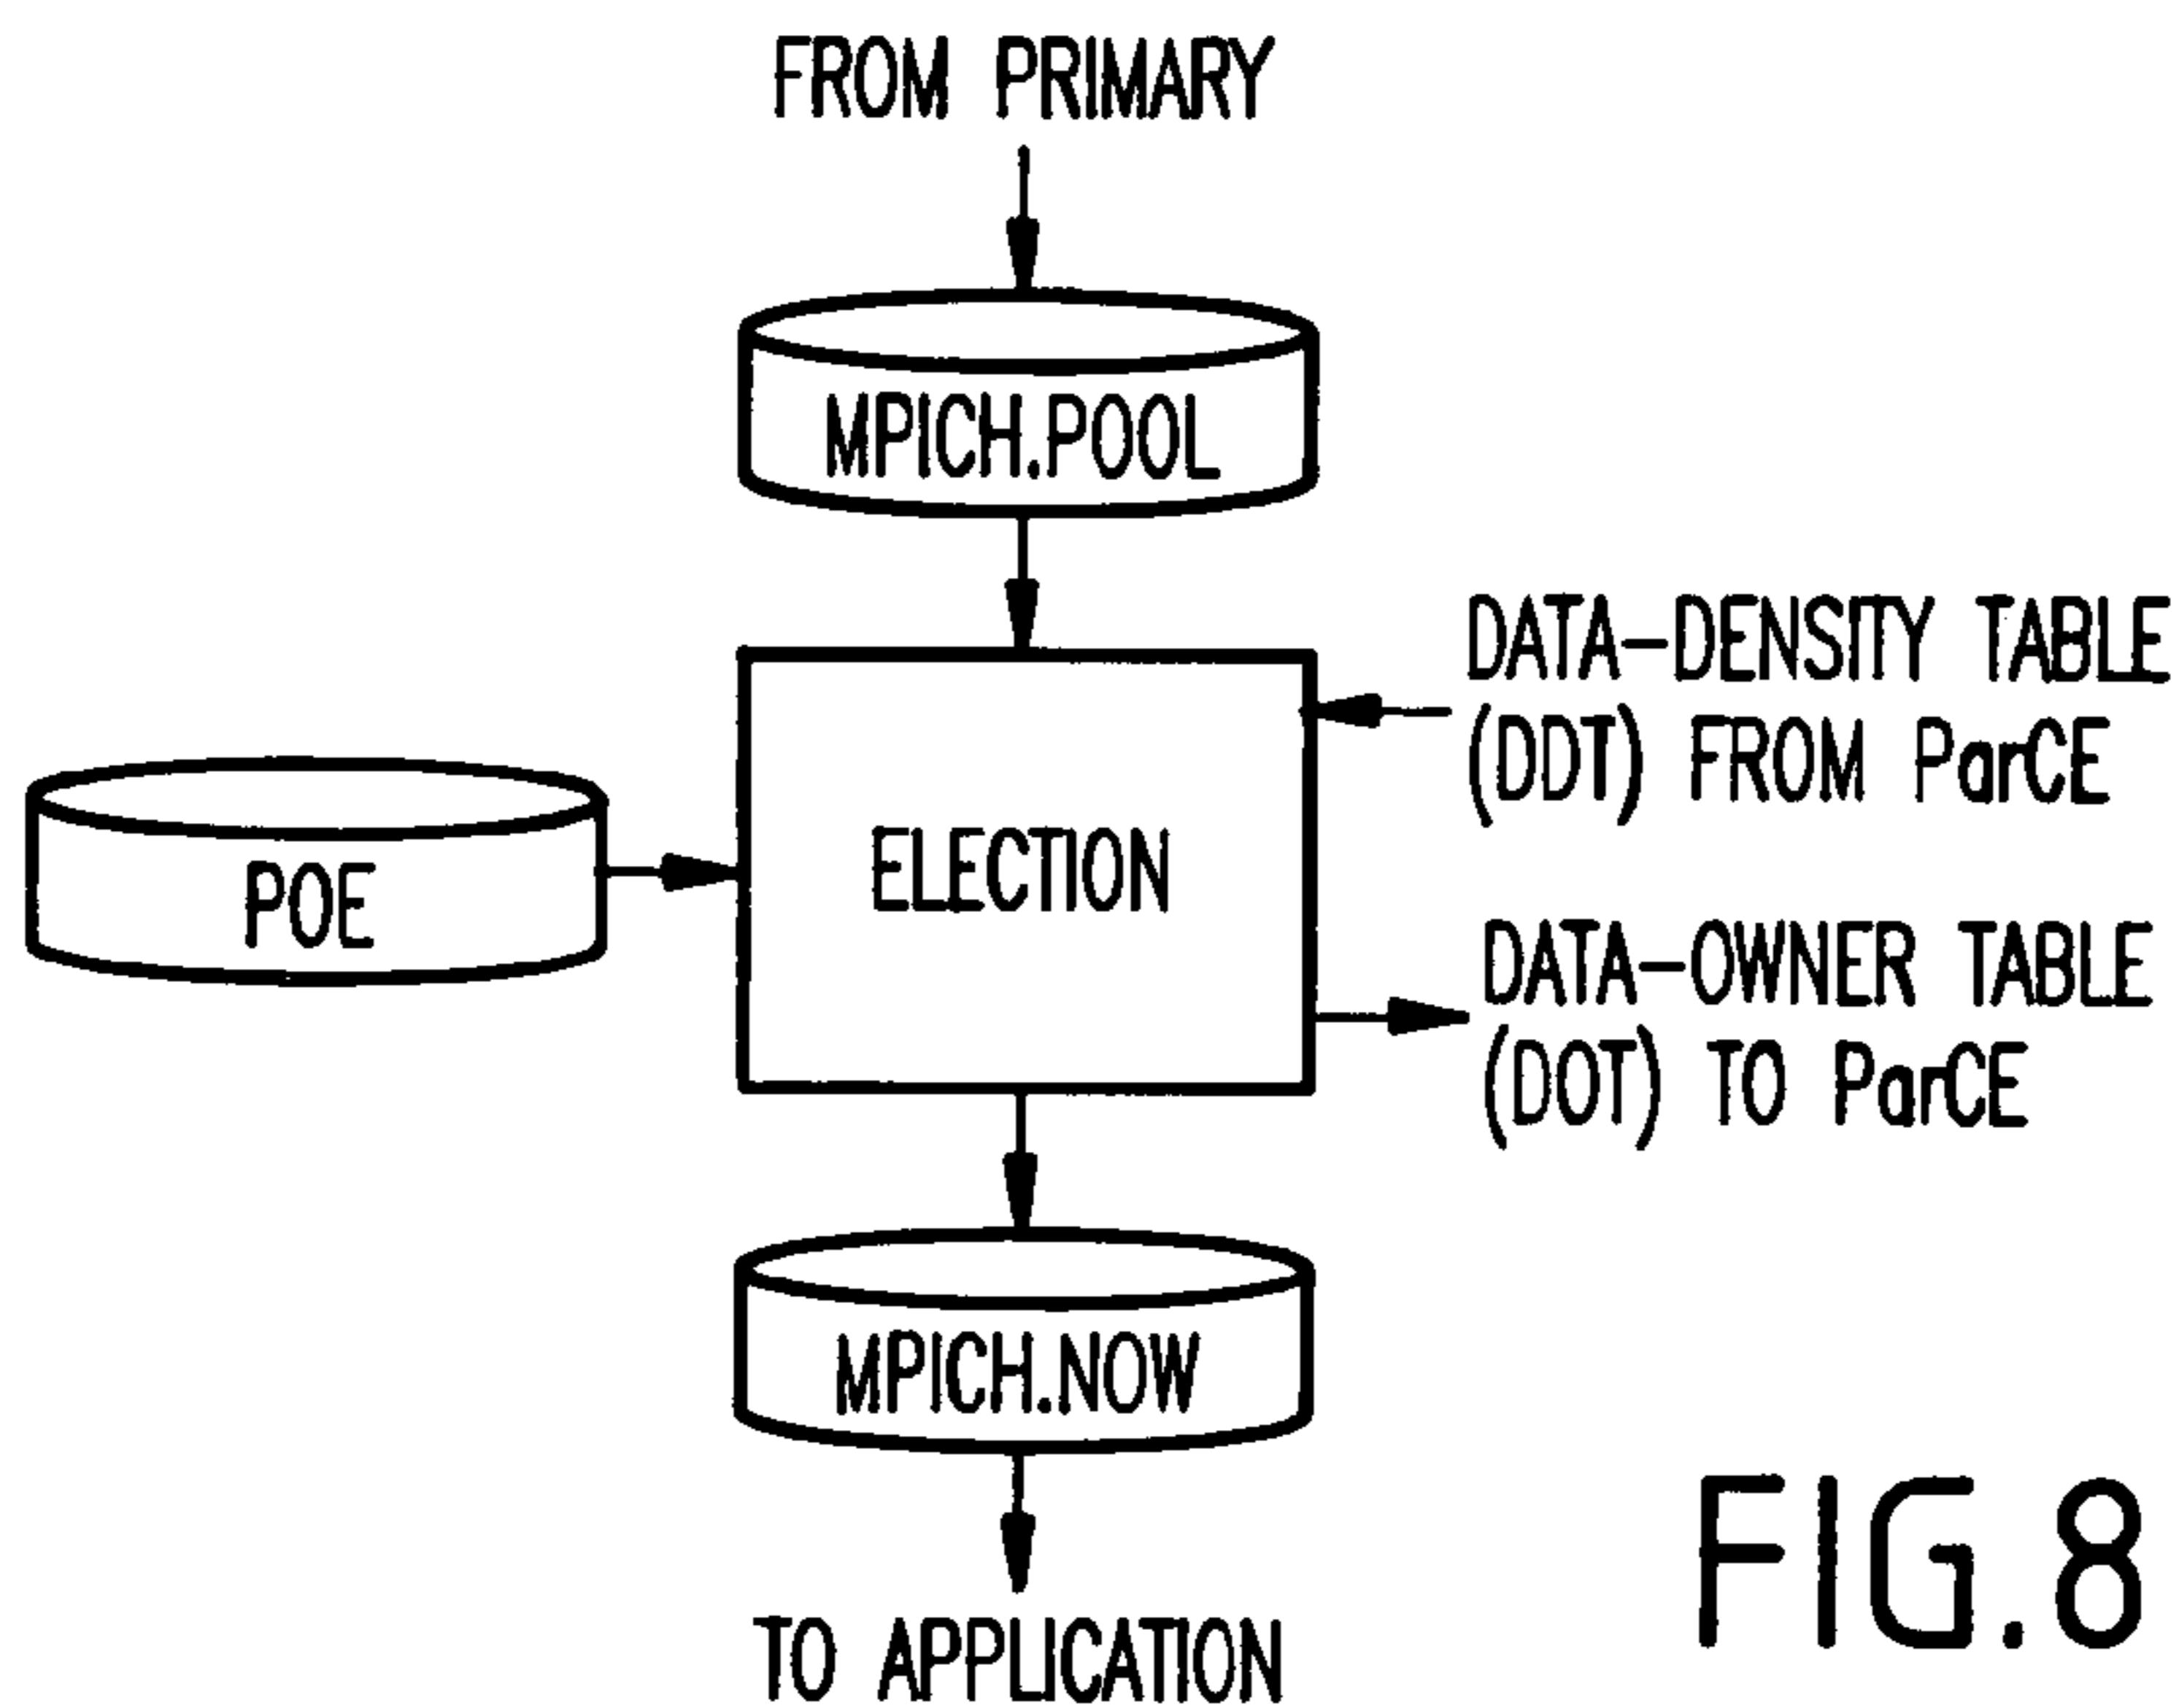 FROM PRIMARY
MPICH.POOL
DATA-DENSITY TABLE
(DDT) FROM ParCE
POE
ELECTION
DATA-OWNER TABLE
(DOT) TO ParCE
MPICH.NOW
TO APPLICATION
FIG.8